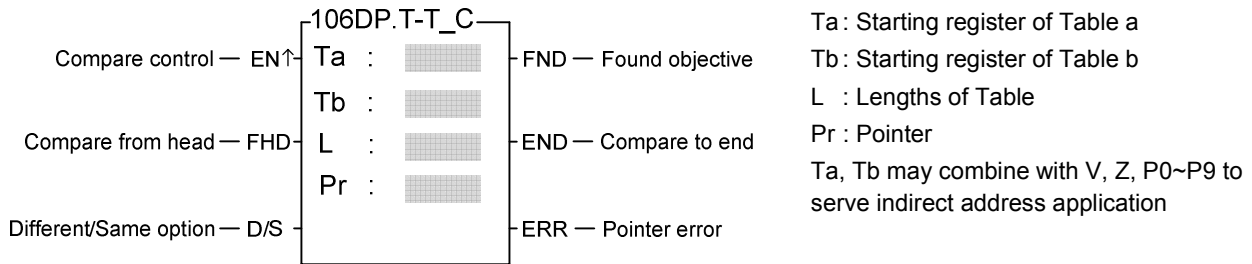 106DP.T-T_C
Compare control — EN↑ Ta : FND — Found objective
Tb :
Compare from head — FHD L : END — Compare to end
Pr :
Different/Same option — D/S ERR — Pointer error
Ta : Starting register of Table a
Tb : Starting register of Table b
L : Lengths of Table
Pr : Pointer
Ta, Tb may combine with V, Z, P0~P9 to
serve indirect address application